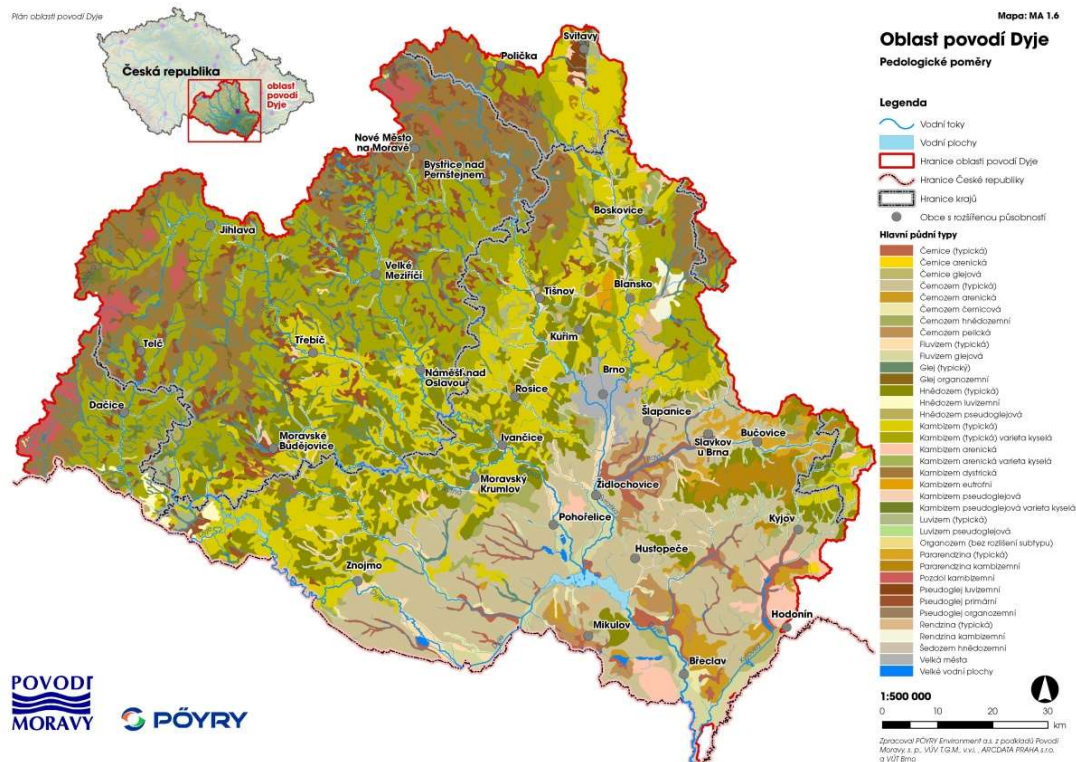 Plán oblasti povodí Dyje
Mapa: MA 1.6
Oblast povodí Dyje
Pedologické poměry
Česká republika
oblast
povodí
Dyje
Legenda
Vodní toky
Vodní plochy
Hranice oblasti povodí Dyje
Hranice České republiky
Hranice krajů
Obce s rozšířenou působností
Hlavní půdní typy
Černice (typická)
Černice arenická
Černice glejová
Černozem (typická)
Černozem arenická
Černozem černicová
Černozem hnědozemní
Černozem pelická
Fluvizem (typická)
Fluvizem glejová
Glej (typický)
Glej organozemní
Hnědozem (typická)
Hnědozem luvizemní
Hnědozem pseudoglejová
Kambizem (typická)
Kambizem (typická) varieta kyselá
Kambizem arenická
Kambizem arenická varieta kyselá
Kambizem dystrická
Kambizem eutrofní
Kambizem pseudoglejová
Kambizem pseudoglejová varieta kyselá
Luvizem (typická)
Luvizem pseudoglejová
Organozem (bez rozlišení subtypu)
Pararendzina (typická)
Pararendzina kambizemní
Pozdol kambizemní
Pseudoglej luvizemní
Pseudoglej primární
Pseudoglej organozemní
Rendzina (typická)
Rendzina kambizemní
Šedozem hnědozemní
Velká města
Velké vodní plochy
1:500 000
0 10 20 30
km
Zpracoval PÖYRY Environment a.s. z podkladů Povodí
Moravy, s. p., VÚV T.G.M., v.v.i., ARCDATA PRAHA s.r.o.
a VUT Brno
Svitavy
Polička
Nové Město
na Moravě
Bystřice nad
Pernštejnem
Boskovice
Jihlava
Velké
Meziříčí
Blansko
Tišnov
Kuřim
Třebíč
Telč
Náměšť nad
Oslavou
Brno
Rosice
Dačice
Šlapanice
Bučovice
Slavkov
u Brna
Moravské
Budějovice
Ivančice
Moravský
Krumlov
Židlochovice
Pohořelice
Kyjov
Hustopeče
Znojmo
Mikulov
Hodonín
Břeclav
POVODÍ
MORAVY
PÖYRY